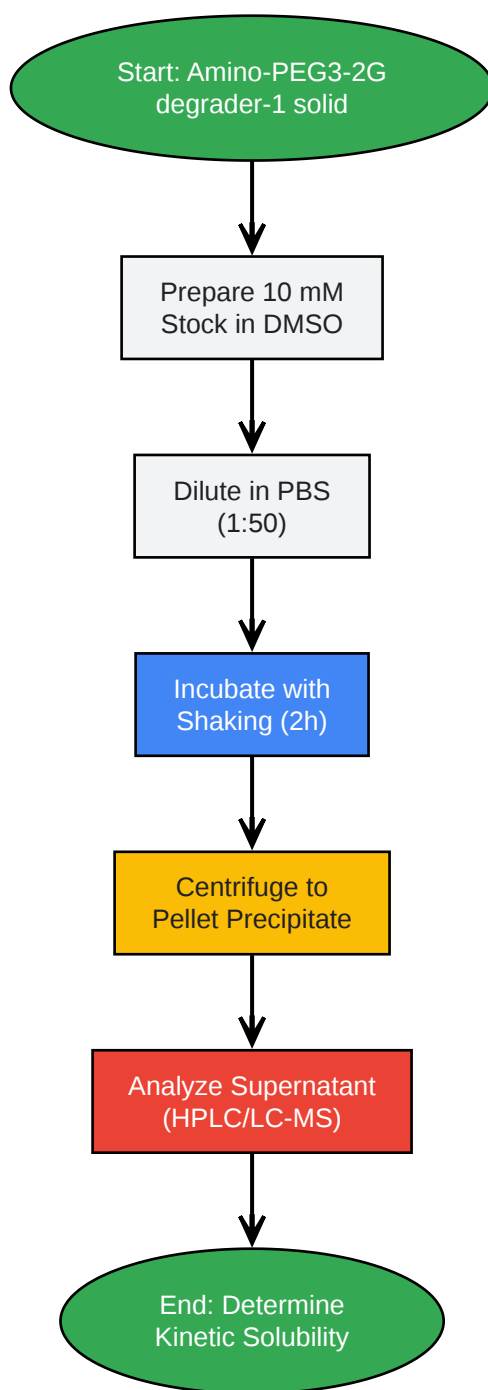 Start: Amino-PEG3-2G
degrader-1 solid
Prepare 10 mM
Stock in DMSO
Dilute in PBS
(1:50)
Incubate with
Shaking (2h)
Centrifuge to
Pellet Precipitate
Analyze Supernatant
(HPLC/LC-MS)
End: Determine
Kinetic Solubility